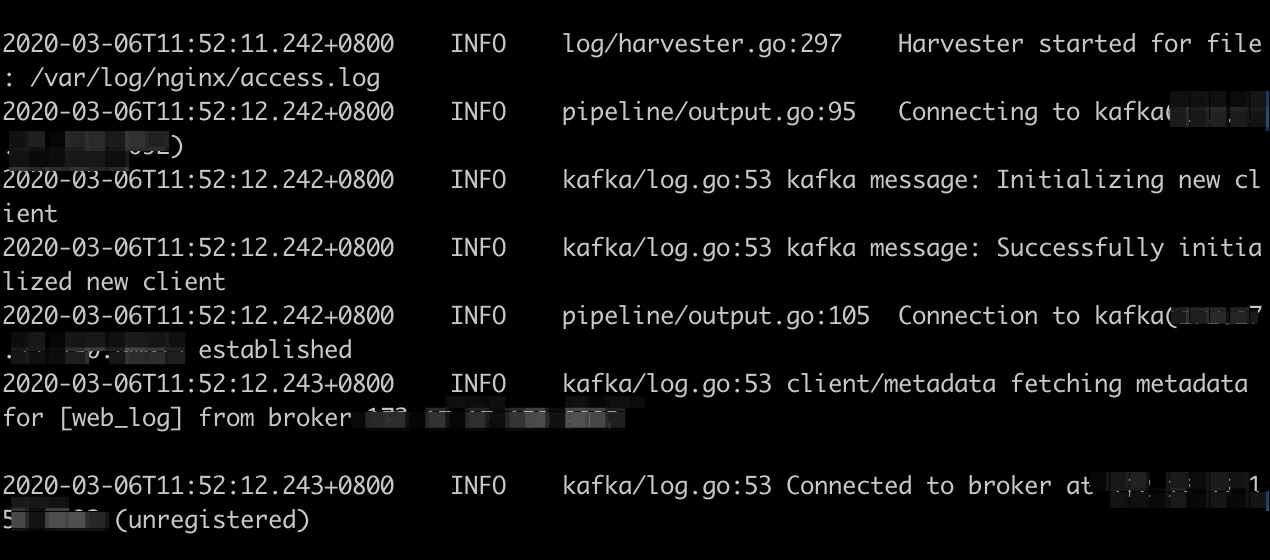 2020-03-06T11:52:11.242+0800    INFO    log/harvester.go:297    Harvester started for file
: /var/log/nginx/access.log
2020-03-06T11:52:12.242+0800    INFO    pipeline/output.go:95   Connecting to kafka(
)
2020-03-06T11:52:12.242+0800    INFO    kafka/log.go:53 kafka message: Initializing new cl
ient
2020-03-06T11:52:12.242+0800    INFO    kafka/log.go:53 kafka message: Successfully initia
lized new client
2020-03-06T11:52:12.242+0800    INFO    pipeline/output.go:105  Connection to kafka(
established
2020-03-06T11:52:12.243+0800    INFO    kafka/log.go:53 client/metadata fetching metadata
for [web_log] from broker
2020-03-06T11:52:12.243+0800    INFO    kafka/log.go:53 Connected to broker at
(unregistered)